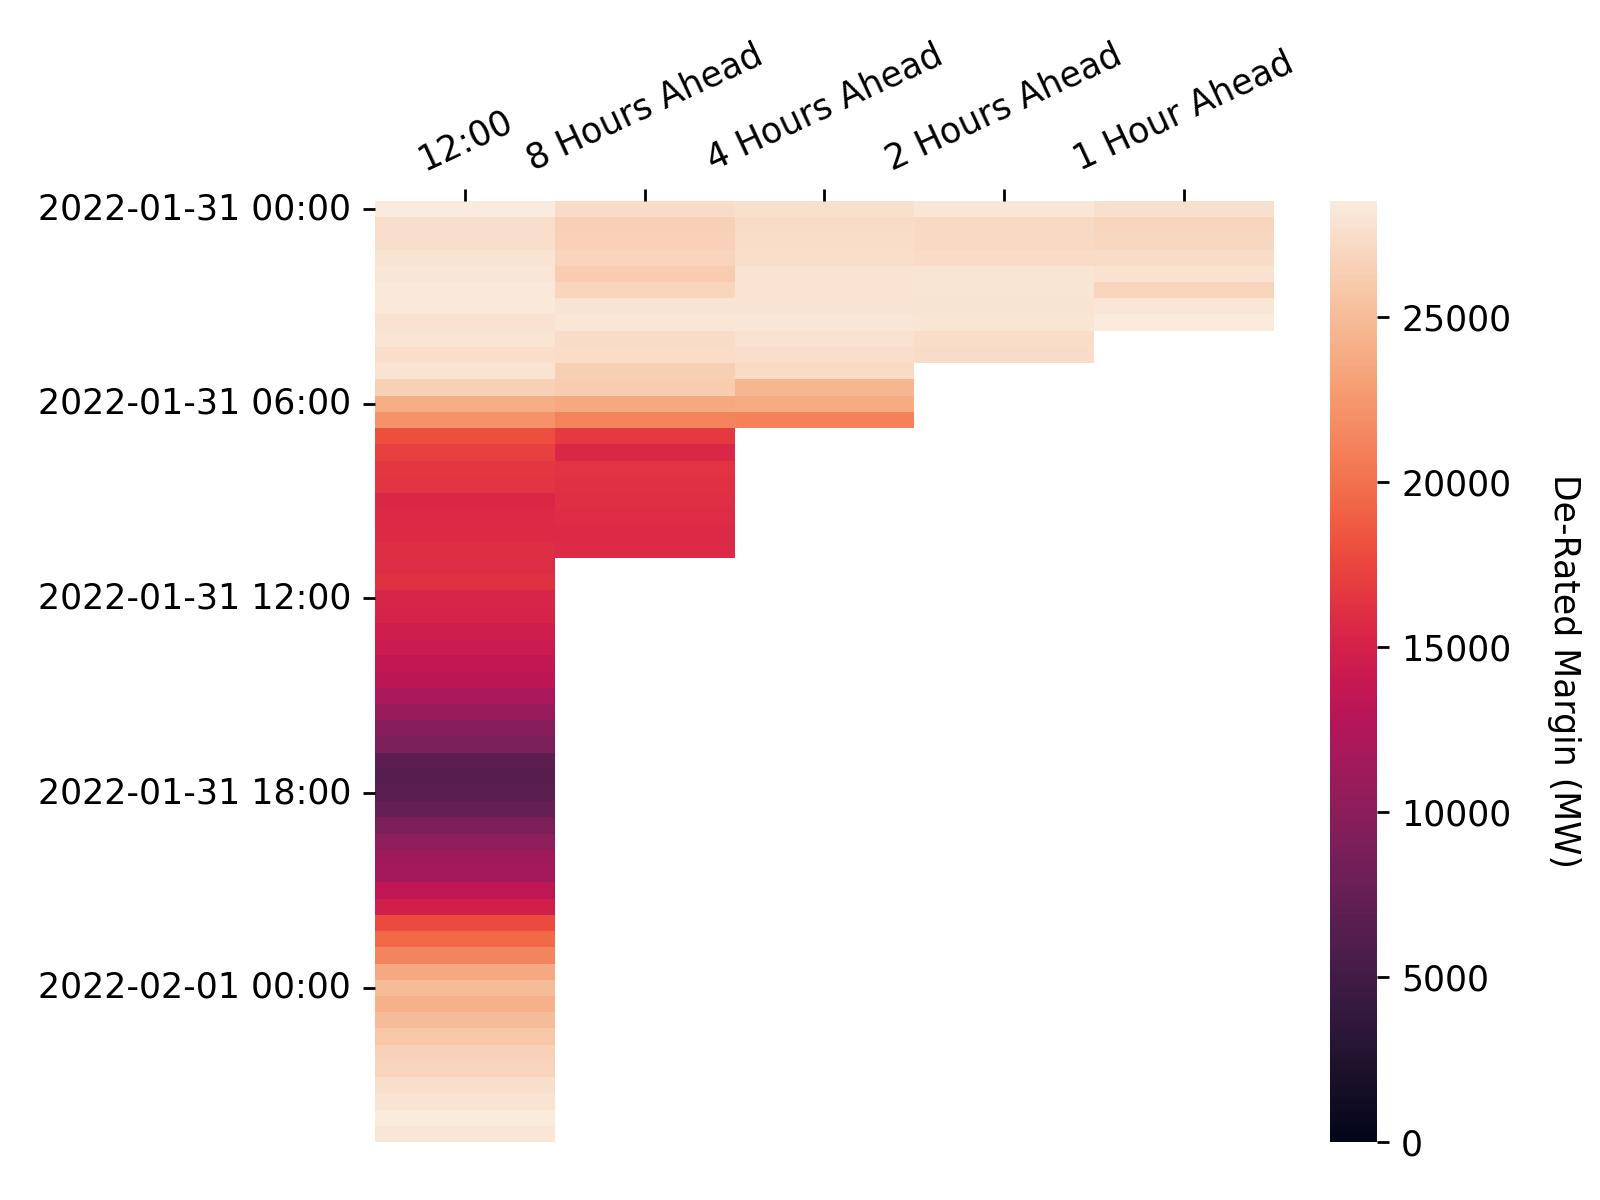 12:00
8 Hours Ahead
4 Hours Ahead
2 Hours Ahead
1 Hour Ahead
2022-01-31 00:00
2022-01-31 06:00
2022-01-31 12:00
2022-01-31 18:00
2022-02-01 00:00
25000
20000
15000
10000
5000
0
De-Rated Margin (MW)